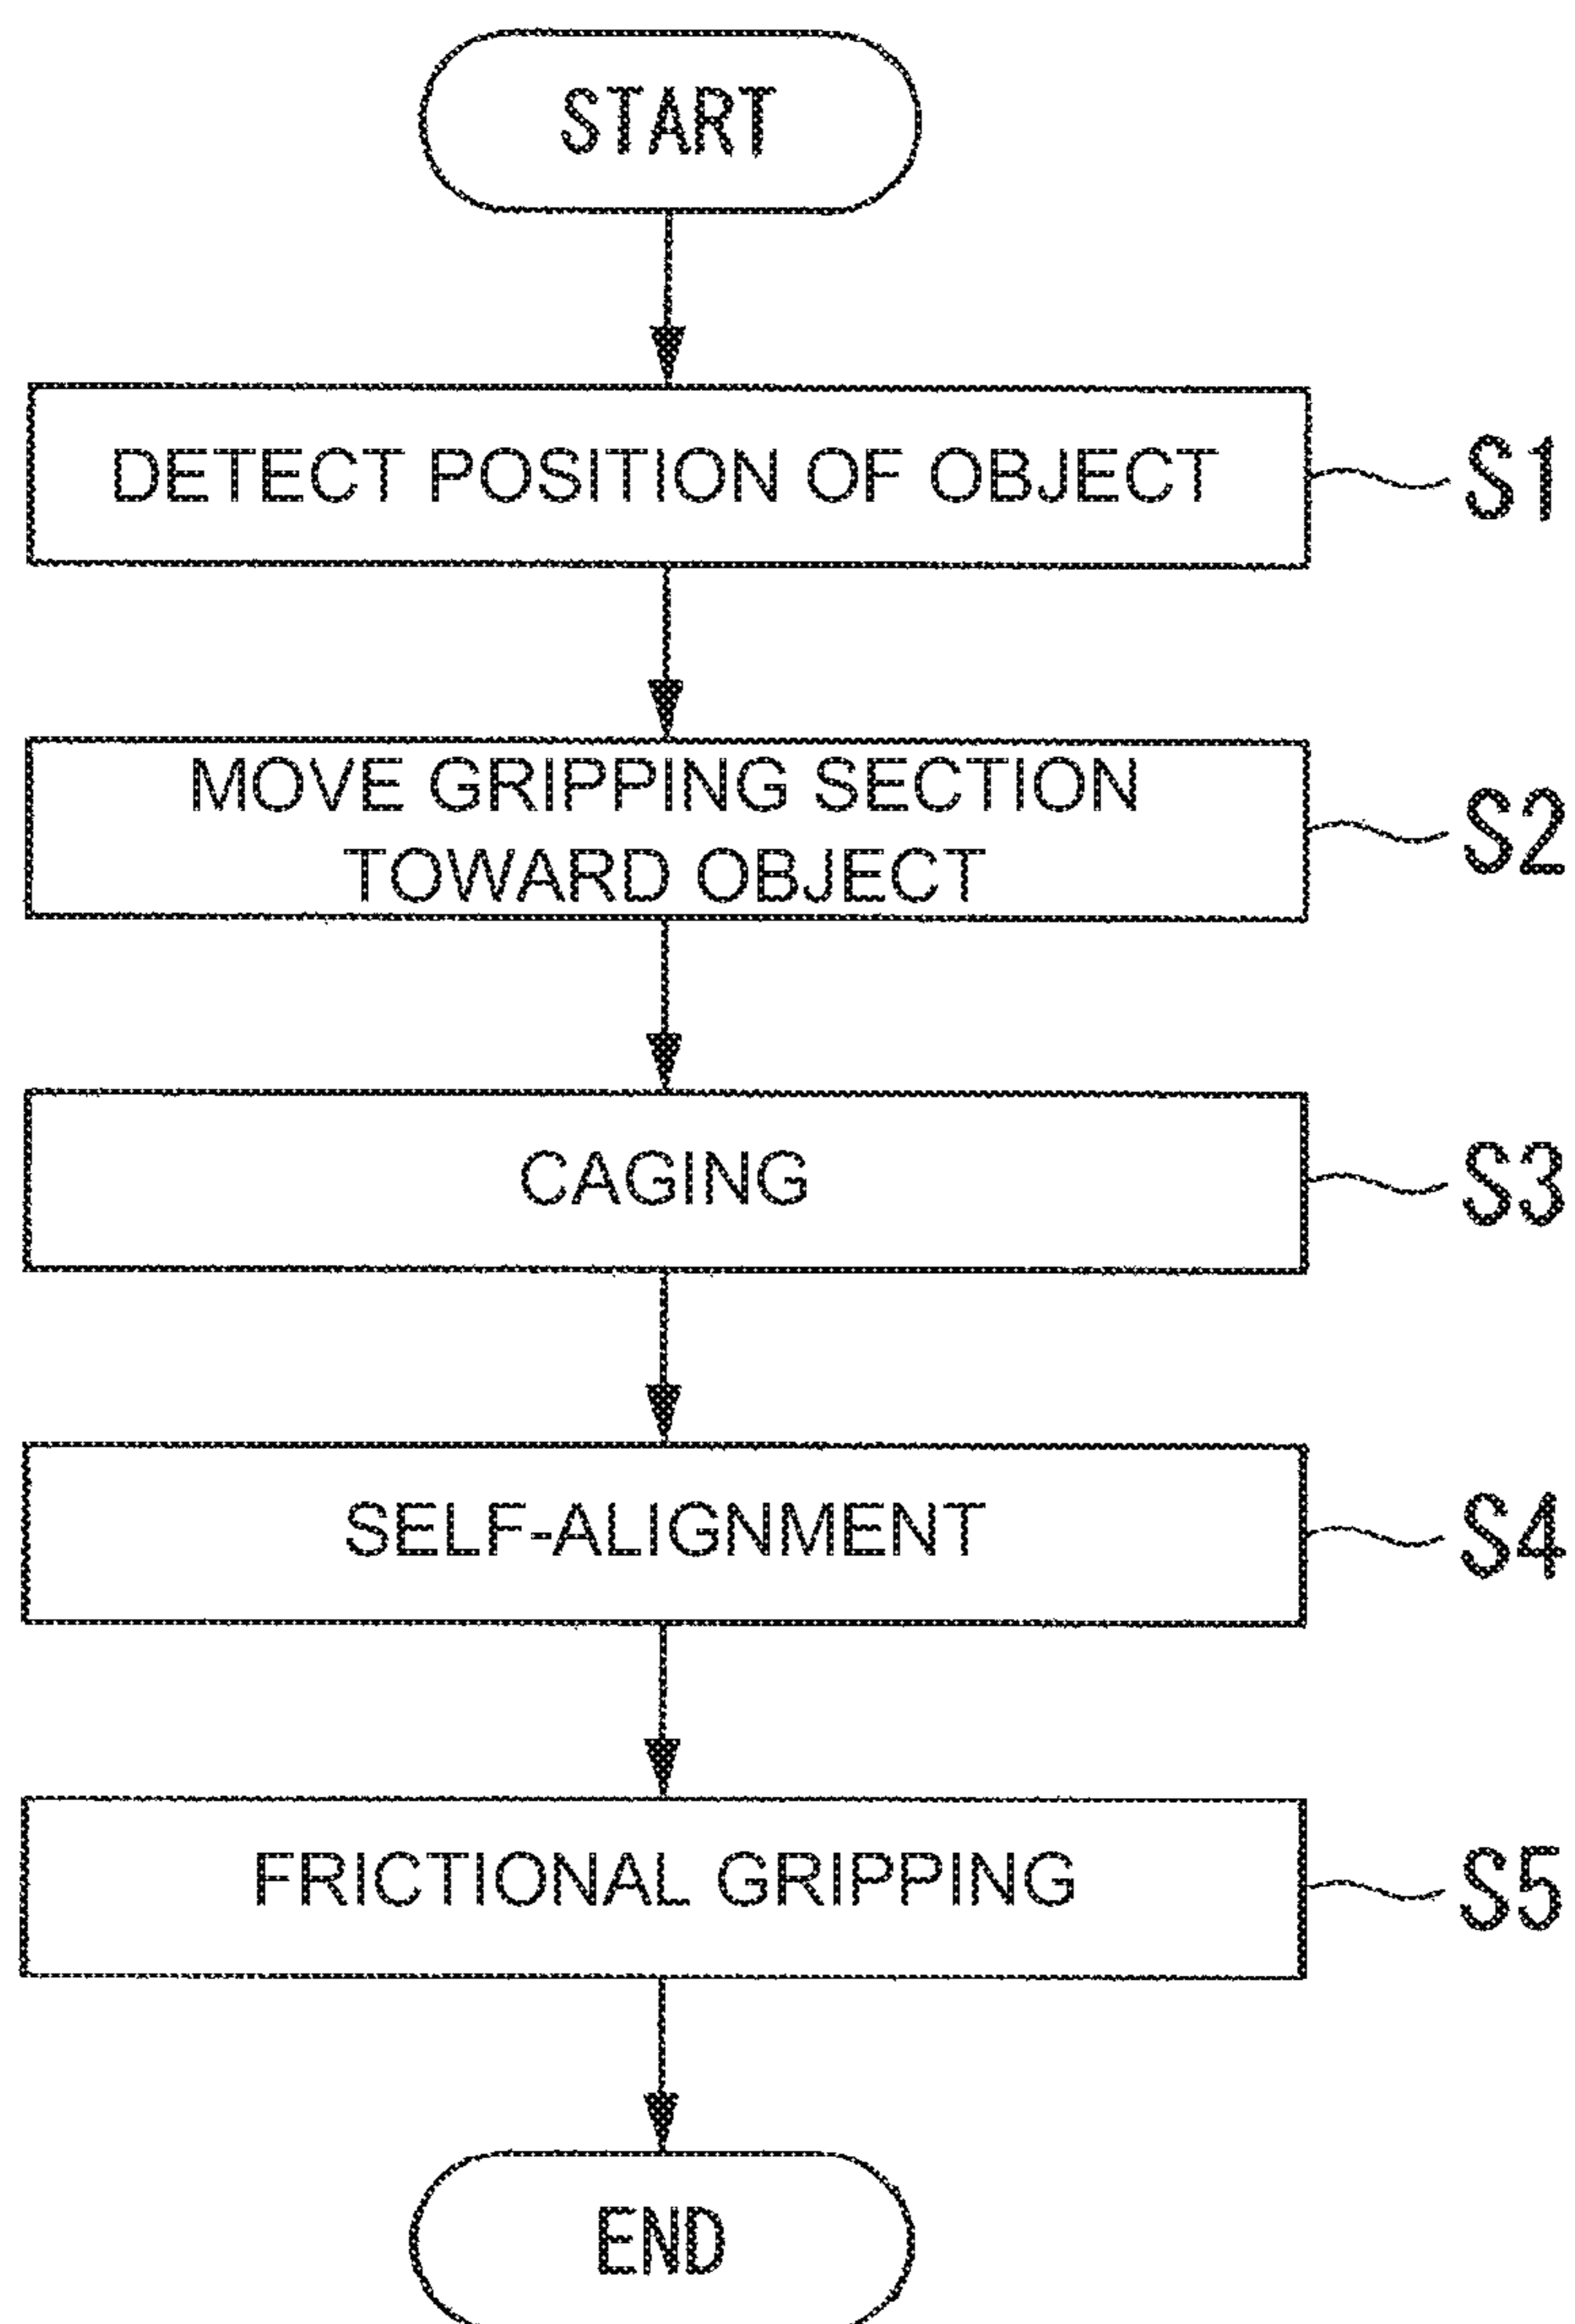 START
DETECT POSITION OF OBJECT
S1
MOVE GRIPPING SECTION
TOWARD OBJECT
S2
CAGING
S3
SELF-ALIGNMENT
S4
FRICTIONAL GRIPPING
S5
END